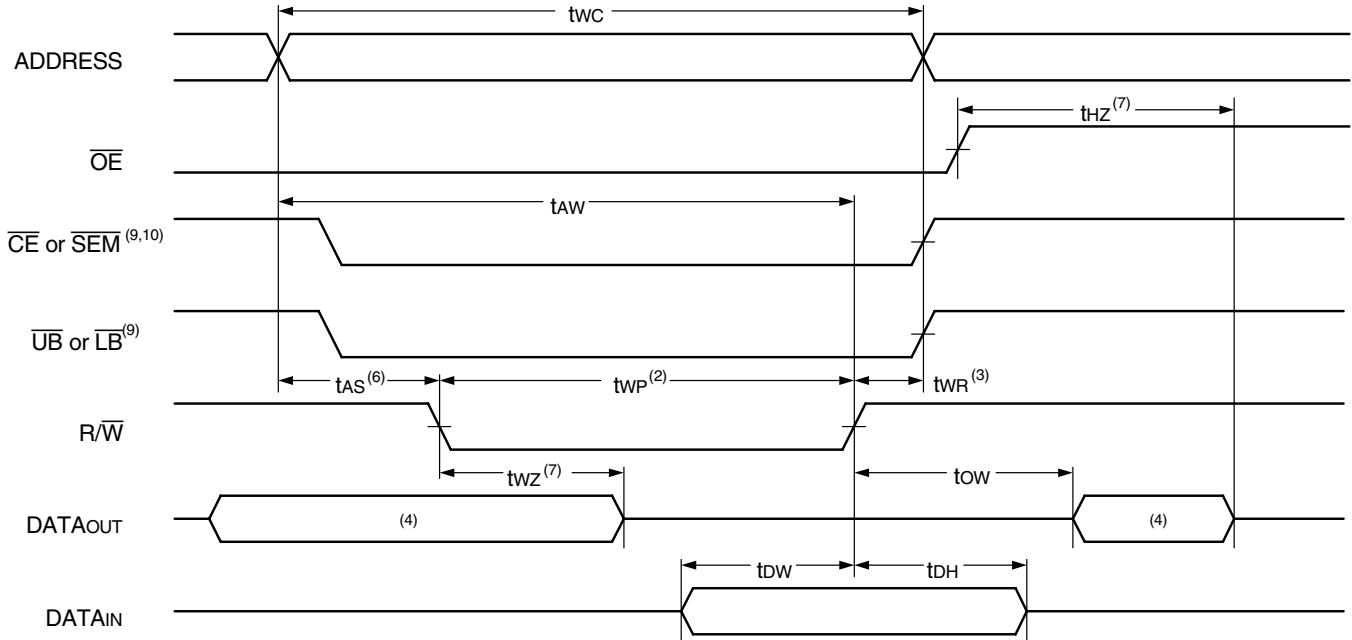 tWC
ADDRESS
tHZ(7)
OE
tAW
CE or SEM (9,10)
UB or LB(9)
tAS(6)
tWP(2)
tWR(3)
R/W
tWZ(7)
tOW
DATAOUT
(4)
(4)
tDW
tDH
DATAIN